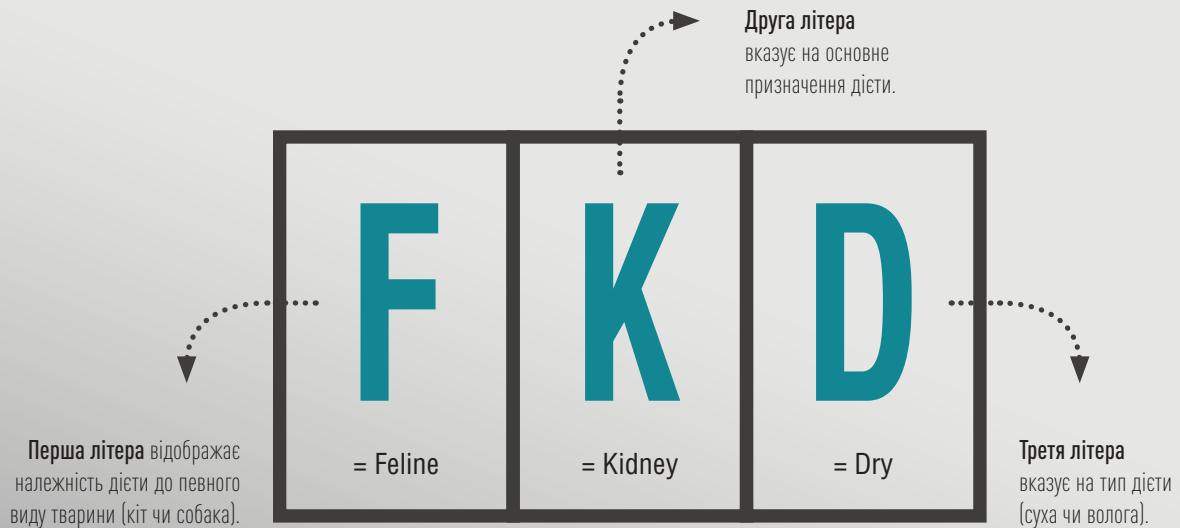 Друга літера
вказує на основне
призначення дієти.
F K D
= Feline = Kidney = Dry
Перша літера відображає
належність дієти до певного
виду тварини (кіт чи собака).
Третя літера
вказує на тип дієти
(суха чи волога).